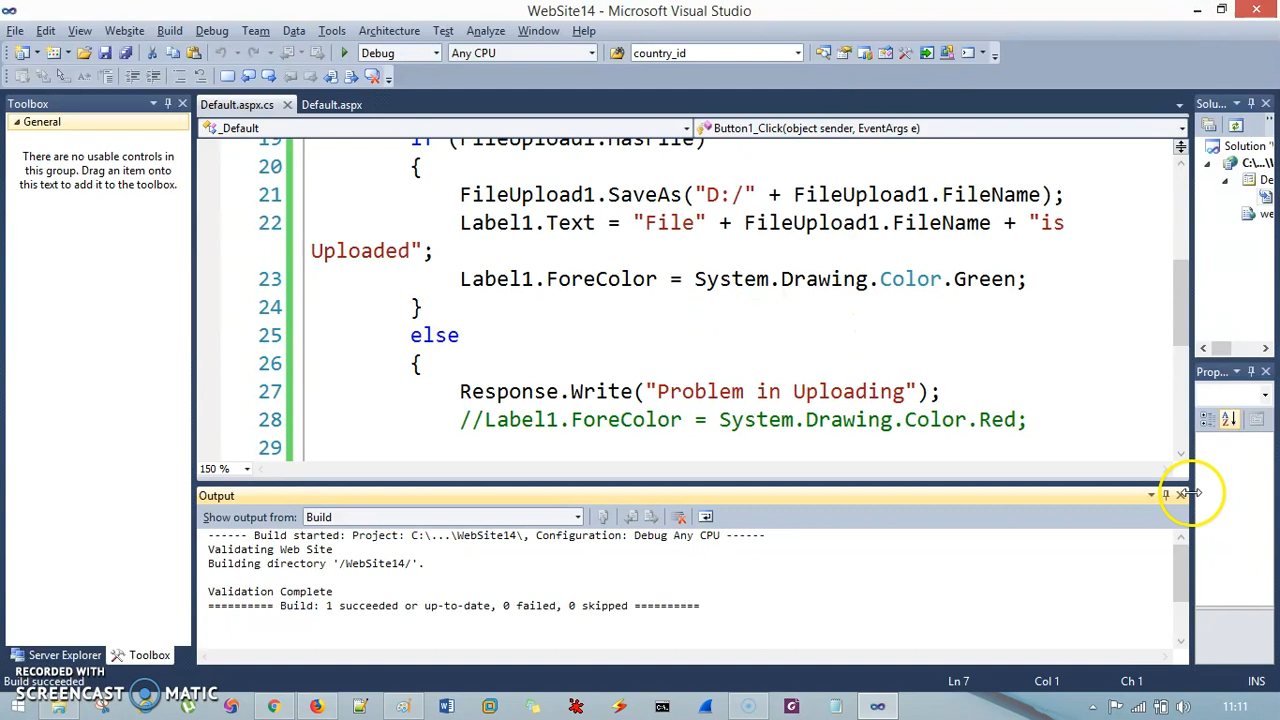 WebSite14 - Microsoft Visual Studio
File Edit View Website Build Debug Team Data Tools Architecture Test Analyze Window Help
Debug Any CPU country_id
Toolbox
Default.aspx.cs Default.aspx
Solu...
General
_Default
Button1_Click(object sender, EventArgs e)
There are no usable controls in this group. Drag an item onto this text to add it to the toolbox.
Solution '
C:\...
De
we
19 if (FileUpload1.HasFile)
20 {
21 FileUpload1.SaveAs("D:/" + FileUpload1.FileName);
22 Label1.Text = "File" + FileUpload1.FileName + "is
Uploaded";
23 Label1.ForeColor = System.Drawing.Color.Green;
24 }
25 else
26 {
27 Response.Write("Problem in Uploading");
28 //Label1.ForeColor = System.Drawing.Color.Red;
29
Prop...
150 %
Output
Show output from: Build
------ Build started: Project: C:\...\WebSite14\, Configuration: Debug Any CPU ------
Validating Web Site
Building directory '/WebSite14/'.
Validation Complete
========== Build: 1 succeeded or up-to-date, 0 failed, 0 skipped ==========
Server Explorer Toolbox
RECORDED WITH
SCREENCAST MATIC
Build succeeded
Ln 7 Col 1 Ch 1 INS
11:11